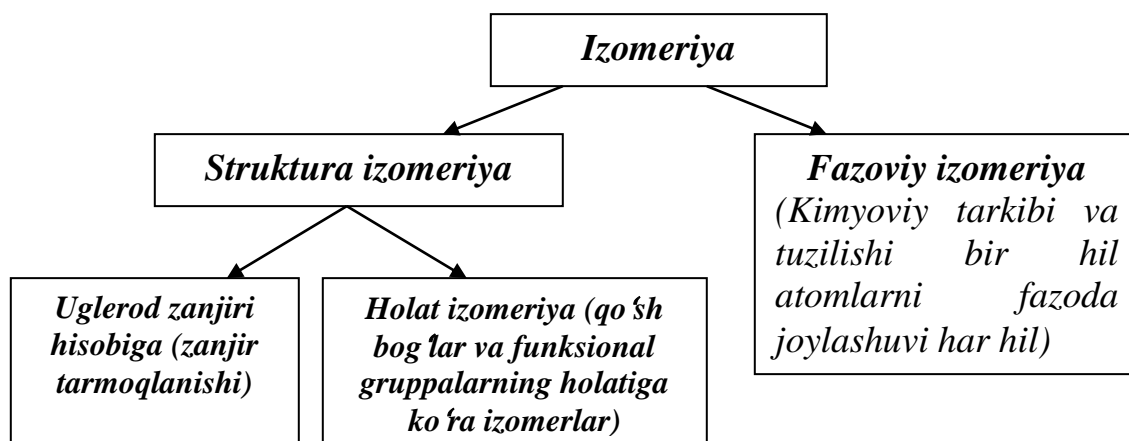 Izomeriya
Struktura izomeriya
Fazoviy izomeriya
(Kimyoviy tarkibi va
tuzilishi bir hil
atomlarni fazoda
joylashuvi har hil)
Uglerod zanjiri
hisobiga (zanjir
tarmoqlanishi)
Holat izomeriya (qo‘sh
bog‘lar va funksional
gruppalarning holatiga
ko‘ra izomerlar)